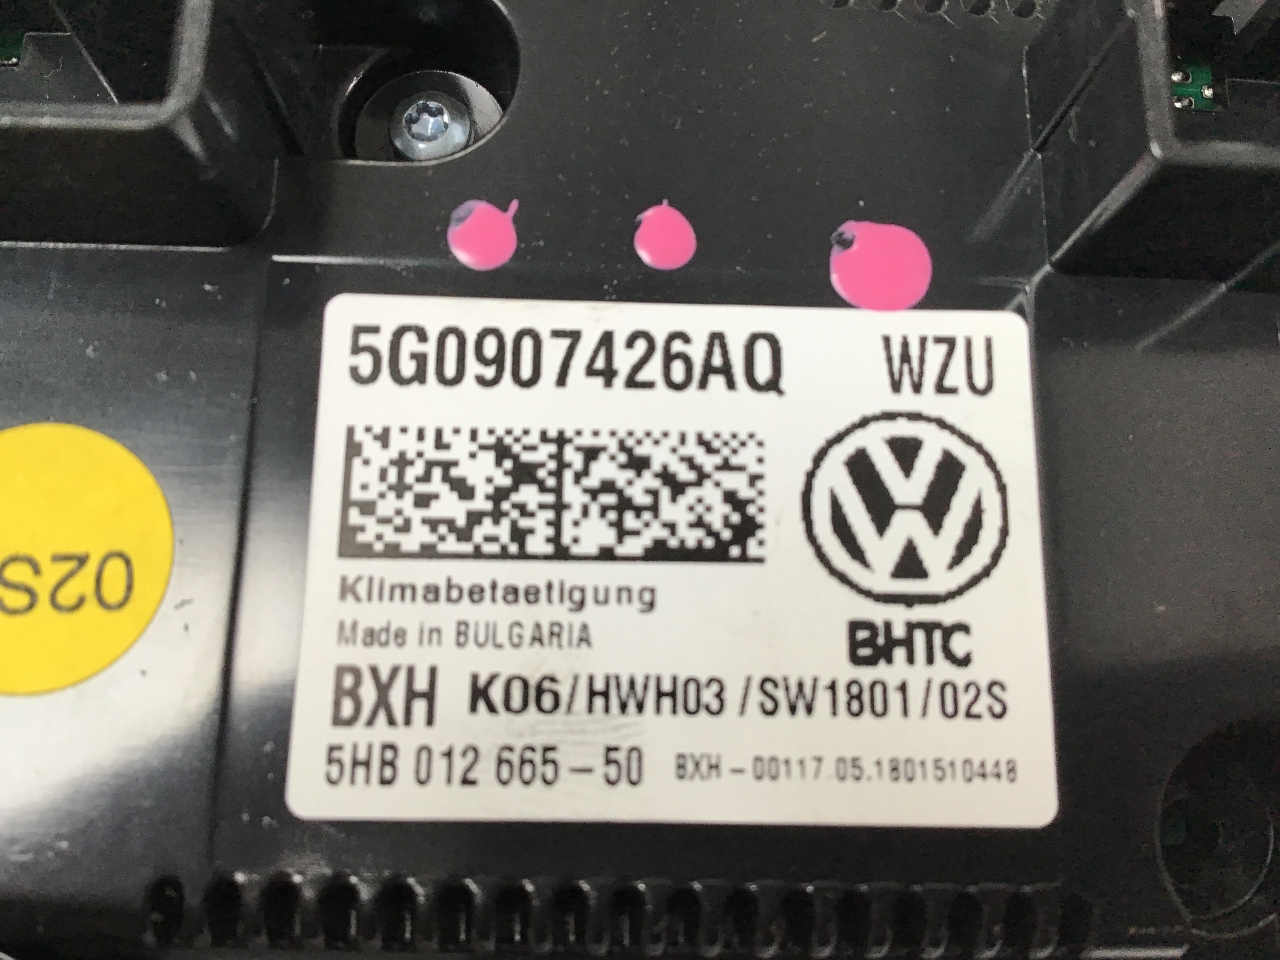 5G0907426AQ WZU
Klimabetaetigung
Made in BULGARIA
BHTC
BXH K06/HWH03/SW1801/02S
5HB 012 665-50 BXH-00117.05.1801510448
02S